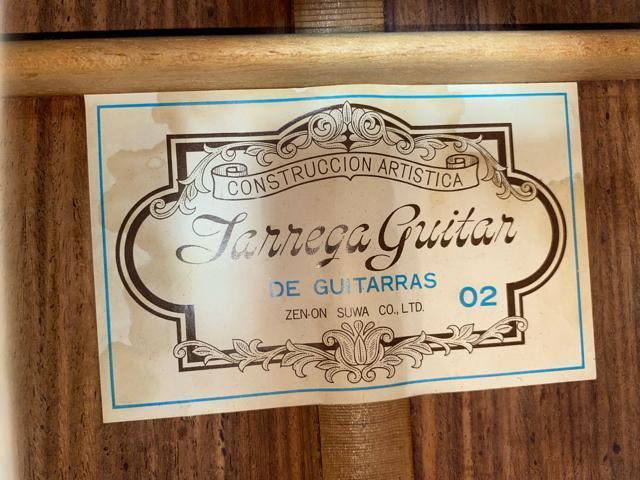 CONSTRUCCION ARTISTICA
Tarrega Guitar
DE GUITARRAS 02
ZEN-ON SUWA CO., LTD.